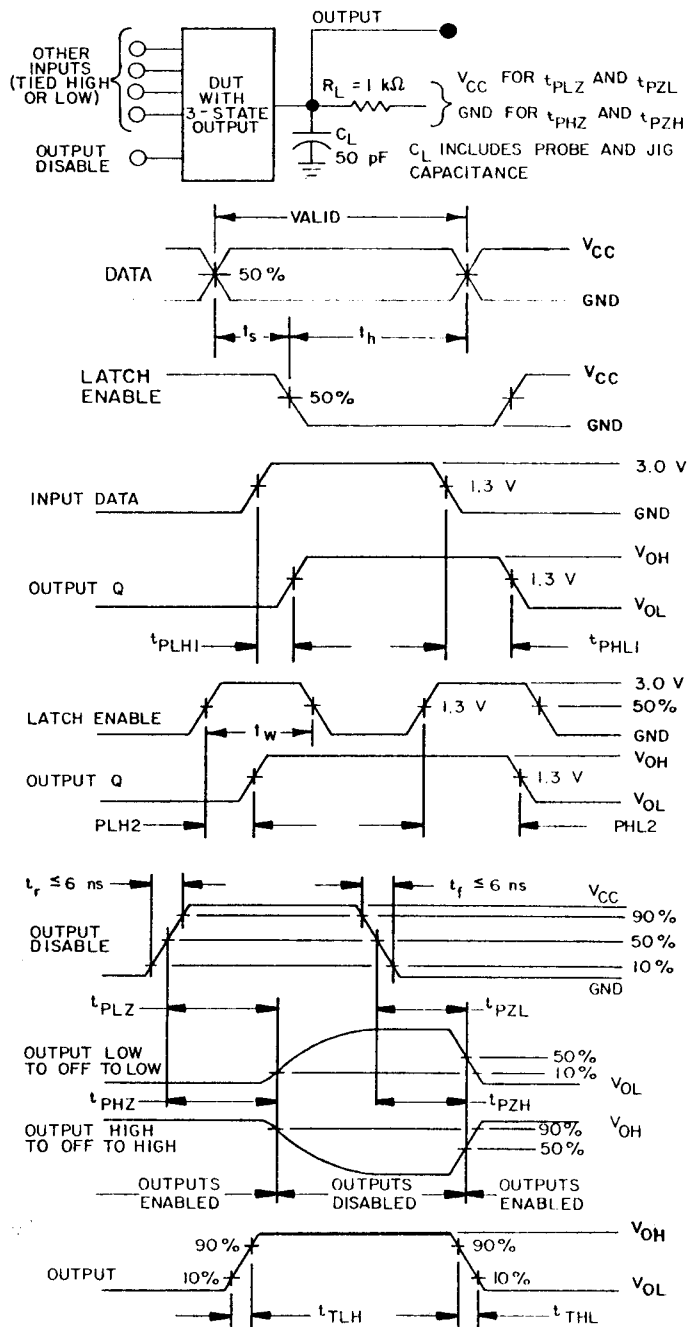 OUTPUT
OTHER
INPUTS
(TIED HIGH
OR LOW)
DUT
WITH
3-STATE
OUTPUT
OUTPUT
DISABLE
R_L = 1 kΩ
V_CC FOR t_PLZ AND t_PZL
GND FOR t_PHZ AND t_PZH
C_L
50 pF
C_L INCLUDES PROBE AND JIG
CAPACITANCE
VALID
DATA
50%
V_CC
GND
t_s
t_h
LATCH
ENABLE
50%
V_CC
GND
INPUT DATA
1.3 V
3.0 V
GND
OUTPUT Q
1.3 V
V_OH
V_OL
t_PLH1
t_PHL1
LATCH ENABLE
t_w
1.3 V
3.0 V
50%
GND
OUTPUT Q
1.3 V
V_OH
V_OL
PLH2
PHL2
t_r ≤ 6 ns
t_f ≤ 6 ns
OUTPUT
DISABLE
V_CC
90%
50%
10%
GND
t_PLZ
t_PZL
OUTPUT LOW
TO OFF TO LOW
50%
10%
V_OL
t_PHZ
t_PZH
OUTPUT HIGH
TO OFF TO HIGH
V_OH
90%
50%
OUTPUTS
ENABLED
OUTPUTS
DISABLED
OUTPUTS
ENABLED
OUTPUT
90%
10%
90%
10%
V_OH
V_OL
t_TLH
t_THL